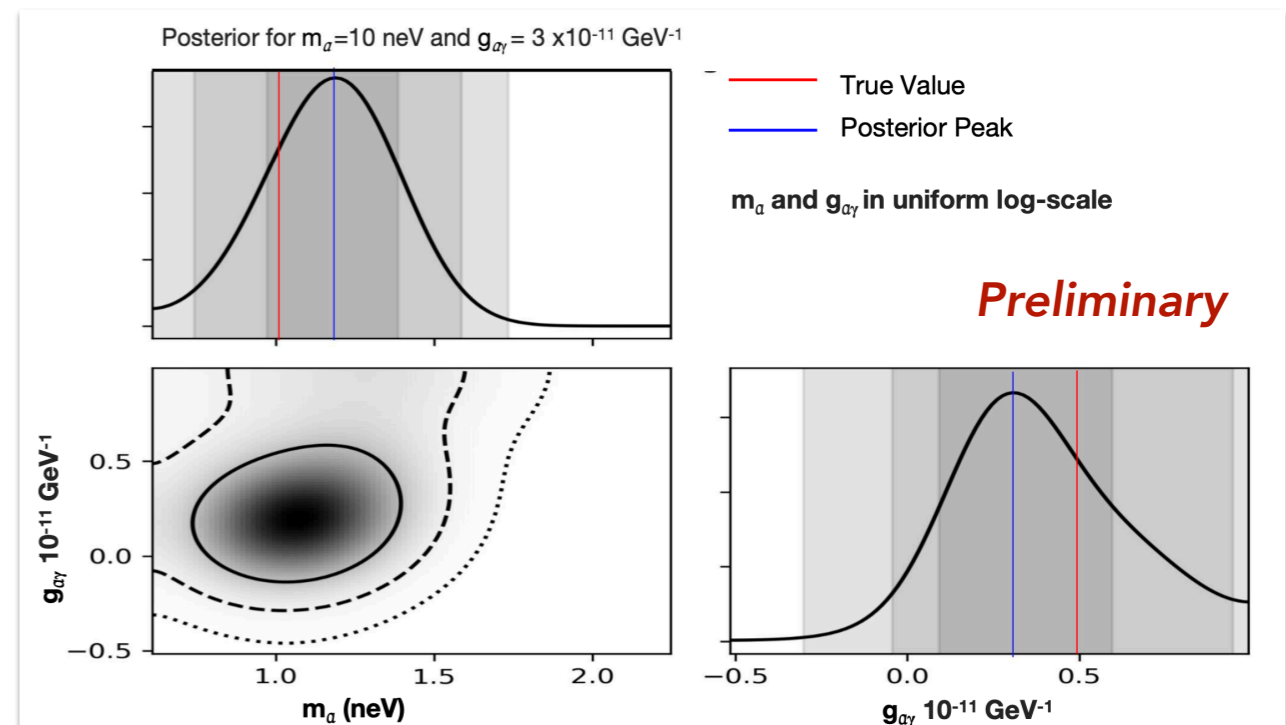 Posterior for mₐ=10 neV and gₐᵧ = 3 x10⁻¹¹ GeV⁻¹
True Value
Posterior Peak
mₐ and gₐᵧ in uniform log-scale
Preliminary
0.5
0.0
−0.5
gₐᵧ 10⁻¹¹ GeV⁻¹
1.0 1.5 2.0
mₐ (neV)
−0.5 0.0 0.5
gₐᵧ 10⁻¹¹ GeV⁻¹